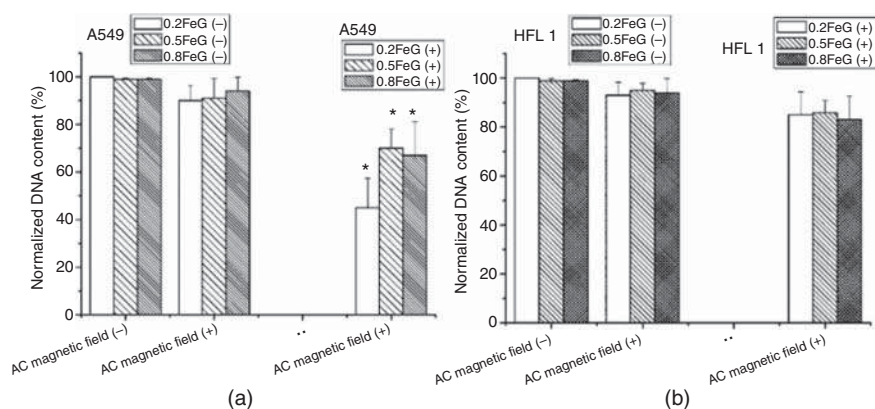 A549
0.2FeG (−)
0.5FeG (−)
0.8FeG (−)
A549
0.2FeG (+)
0.5FeG (+)
0.8FeG (+)
Normalized DNA content (%)
100
80
60
40
20
0
*
*
*
AC magnetic field (−)
AC magnetic field (+)
..
AC magnetic field (+)
(a)
HFL 1
0.2FeG (−)
0.5FeG (−)
0.8FeG (−)
HFL 1
0.2FeG (+)
0.5FeG (+)
0.8FeG (+)
Normalized DNA content (%)
100
80
60
40
20
0
AC magnetic field (−)
AC magnetic field (+)
..
AC magnetic field (+)
(b)